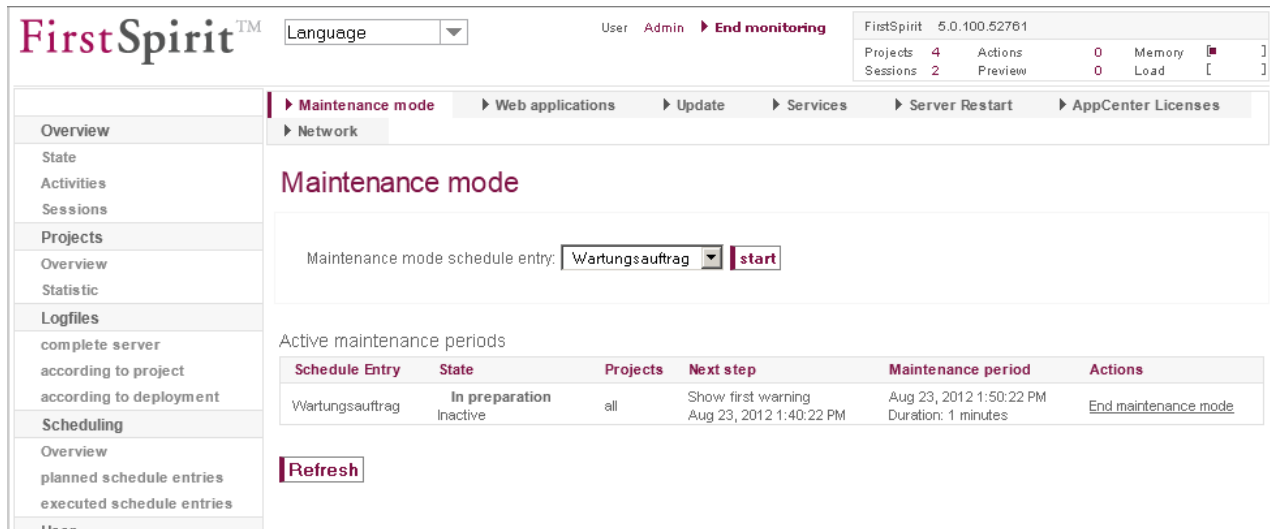 FirstSpirit™
Language
User Admin End monitoring
FirstSpirit 5.0.100.52761
Projects 4 Actions 0 Memory [ ]
Sessions 2 Preview 0 Load [ ]
Maintenance mode Web applications Update Services Server Restart AppCenter Licenses
Network
Overview
State
Activities
Sessions
Projects
Overview
Statistic
Logfiles
complete server
according to project
according to deployment
Scheduling
Overview
planned schedule entries
executed schedule entries
Maintenance mode
Maintenance mode schedule entry: Wartungsauftrag start
Active maintenance periods
Schedule Entry State Projects Next step Maintenance period Actions
Wartungsauftrag In preparation all Show first warning Aug 23, 2012 1:50:22 PM End maintenance mode
Inactive Aug 23, 2012 1:40:22 PM Duration: 1 minutes
Refresh